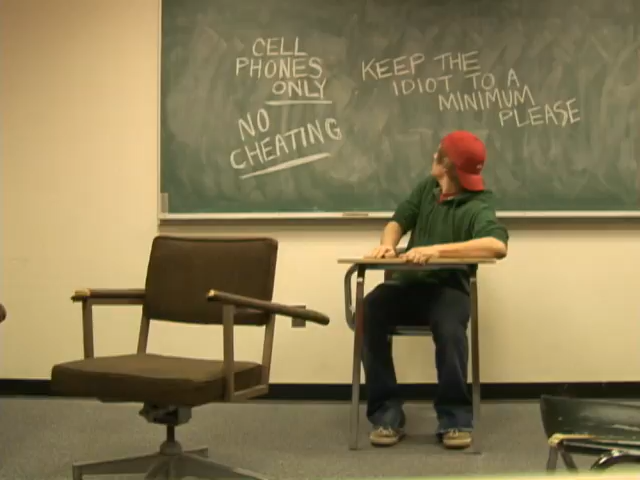 CELL
PHONES
ONLY
NO
CHEATING
KEEP THE
IDIOT TO A
MINIMUM
PLEASE